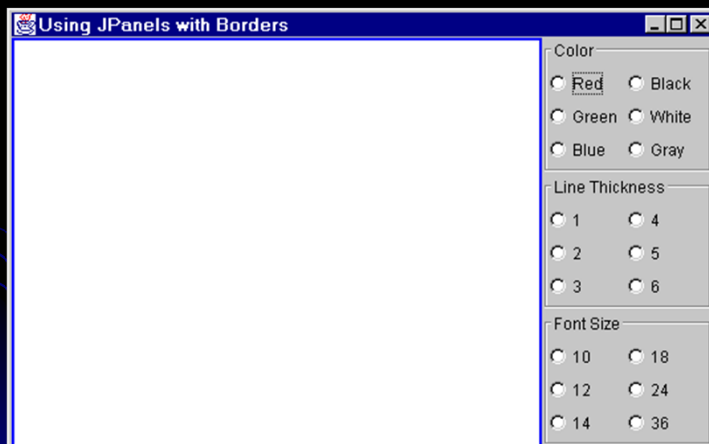 Using JPanels with Borders
Color
Red Black
Green White
Blue Gray
Line Thickness
1 4
2 5
3 6
Font Size
10 18
12 24
14 36